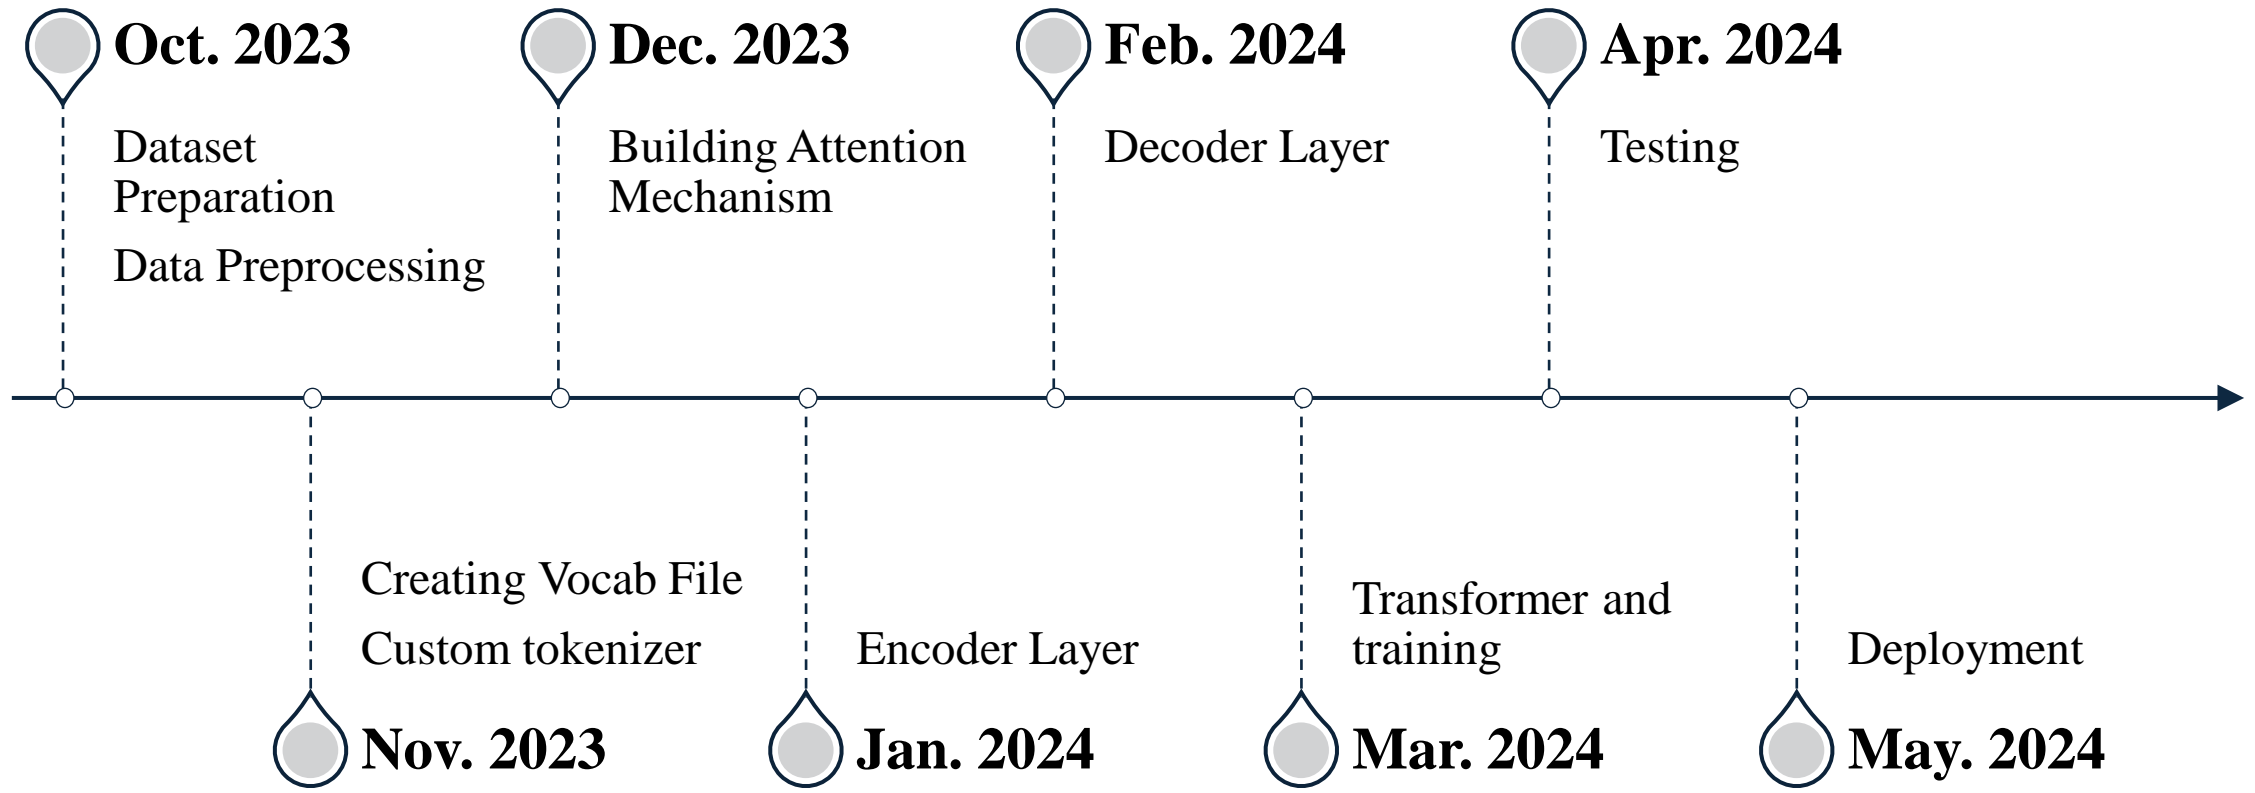 Oct. 2023
Dataset
Preparation
Data Preprocessing
Dec. 2023
Building Attention
Mechanism
Feb. 2024
Decoder Layer
Apr. 2024
Testing
Creating Vocab File
Custom tokenizer
Nov. 2023
Encoder Layer
Jan. 2024
Transformer and
training
Mar. 2024
Deployment
May. 2024